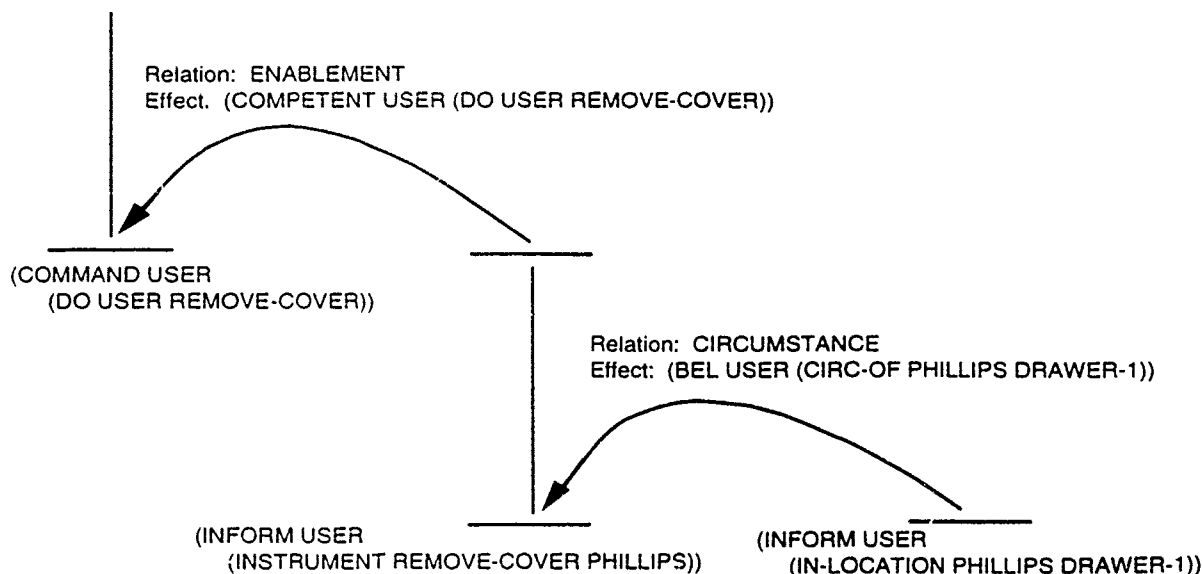 Relation: ENABLEMENT
Effect. (COMPETENT USER (DO USER REMOVE-COVER))
(COMMAND USER
(DO USER REMOVE-COVER))
Relation: CIRCUMSTANCE
Effect: (BEL USER (CIRC-OF PHILLIPS DRAWER-1))
(INFORM USER
(INSTRUMENT REMOVE-COVER PHILLIPS))
(INFORM USER
(IN-LOCATION PHILLIPS DRAWER-1))